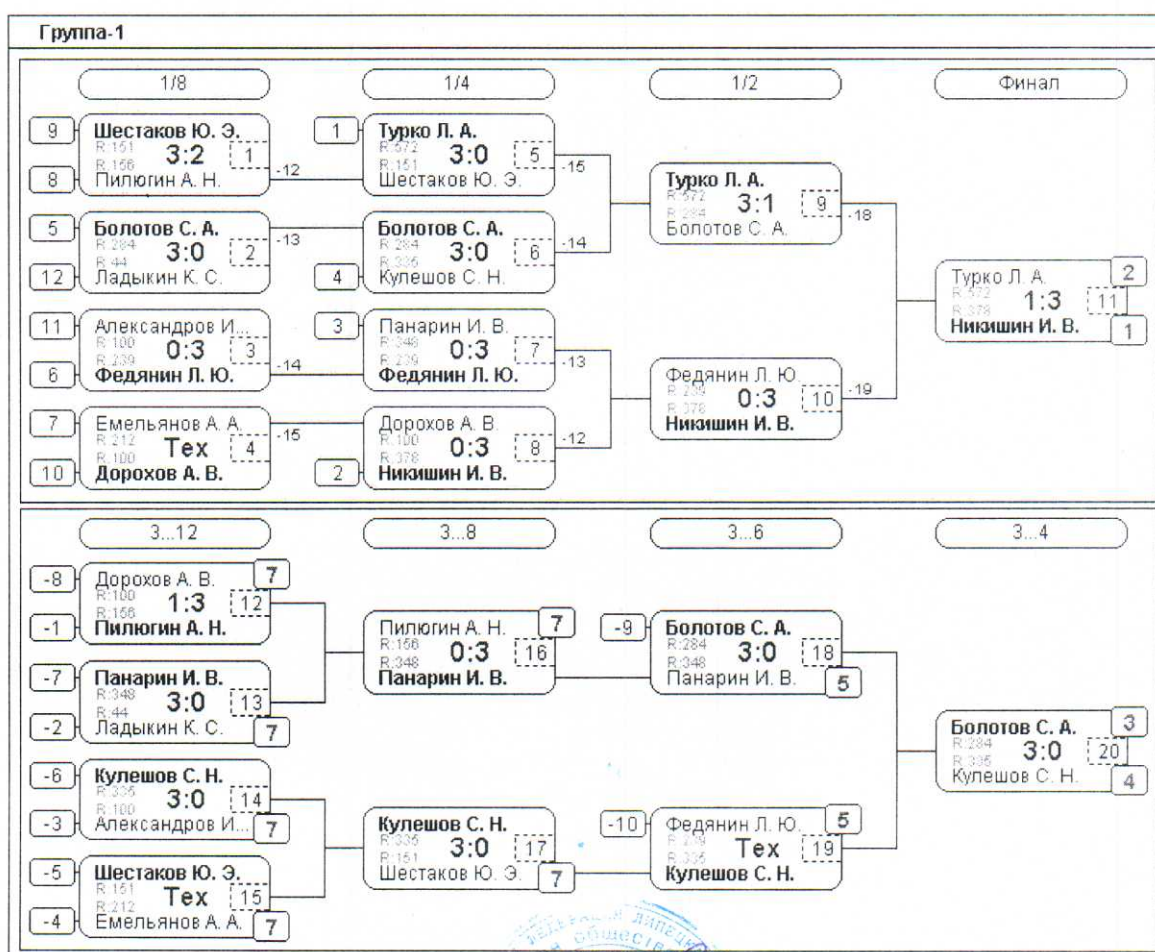 Группа-1
1/8
1/4
1/2
Финал
9
Шестаков Ю. Э.
R:151
3:2
1
R:156
8
Пилюгин А. Н.
-12
5
Болотов С. А.
R:284
3:0
2
R:44
12
Ладыкин К. С.
-13
11
Александров И...
R:100
0:3
3
R:239
6
Федянин Л. Ю.
-14
7
Емельянов А. А.
R:212
Тех
4
R:100
10
Дорохов А. В.
-15
1
Турко Л. А.
R:572
3:0
5
R:151
Шестаков Ю. Э.
-15
Болотов С. А.
R:284
3:0
6
R:335
4
Кулешов С. Н.
-14
3
Панарин И. В.
R:348
0:3
7
R:239
Федянин Л. Ю.
-13
Дорохов А. В.
R:100
0:3
8
R:378
2
Никишин И. В.
-12
Турко Л. А.
R:572
3:1
9
R:284
Болотов С. А.
-18
Федянин Л. Ю.
R:239
0:3
10
R:378
Никишин И. В.
-19
Турко Л. А.
2
R:572
1:3
11
R:378
Никишин И. В.
1
3...12
3...8
3...6
3...4
-8
Дорохов А. В.
7
R:100
1:3
12
R:156
-1
Пилюгин А. Н.
-7
Панарин И. В.
R:348
3:0
13
R:44
-2
Ладыкин К. С.
7
-6
Кулешов С. Н.
R:335
3:0
14
R:100
-3
Александров И...
7
-5
Шестаков Ю. Э.
R:151
Тех
15
R:212
-4
Емельянов А. А.
7
Пилюгин А. Н.
7
R:156
0:3
16
R:348
Панарин И. В.
Кулешов С. Н.
R:335
3:0
17
R:151
Шестаков Ю. Э.
7
-9
Болотов С. А.
R:284
3:0
18
R:348
Панарин И. В.
5
-10
Федянин Л. Ю.
5
R:239
Тех
19
R:335
Кулешов С. Н.
Болотов С. А.
3
R:284
3:0
20
R:335
Кулешов С. Н.
4